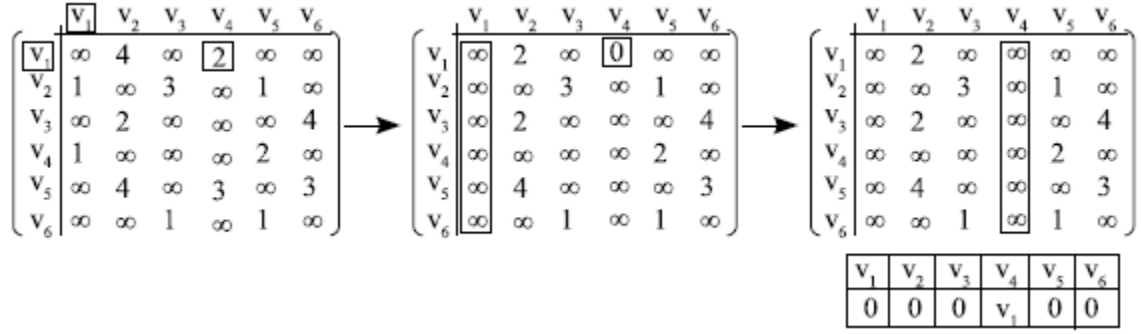 v₁ v₂ v₃ v₄ v₅ v₆ v₁ v₂ v₃ v₄ v₅ v₆ v₁ v₂ v₃ v₄ v₅ v₆
v₁ ∞ 4 ∞ 2 ∞ ∞ v₁ ∞ 2 ∞ 0 ∞ ∞ v₁ ∞ 2 ∞ ∞ ∞ ∞
v₂ 1 ∞ 3 ∞ 1 ∞ v₂ ∞ ∞ 3 ∞ 1 ∞ v₂ ∞ ∞ 3 ∞ 1 ∞
v₃ ∞ 2 ∞ ∞ ∞ 4 v₃ ∞ 2 ∞ ∞ ∞ 4 v₃ ∞ 2 ∞ ∞ ∞ 4
v₄ 1 ∞ ∞ ∞ 2 ∞ v₄ ∞ ∞ ∞ ∞ 2 ∞ v₄ ∞ ∞ ∞ ∞ 2 ∞
v₅ ∞ 4 ∞ 3 ∞ 3 v₅ ∞ 4 ∞ ∞ ∞ 3 v₅ ∞ 4 ∞ ∞ ∞ 3
v₆ ∞ ∞ 1 ∞ 1 ∞ v₆ ∞ ∞ 1 ∞ 1 ∞ v₆ ∞ ∞ 1 ∞ 1 ∞
v₁ v₂ v₃ v₄ v₅ v₆
0 0 0 v₁ 0 0